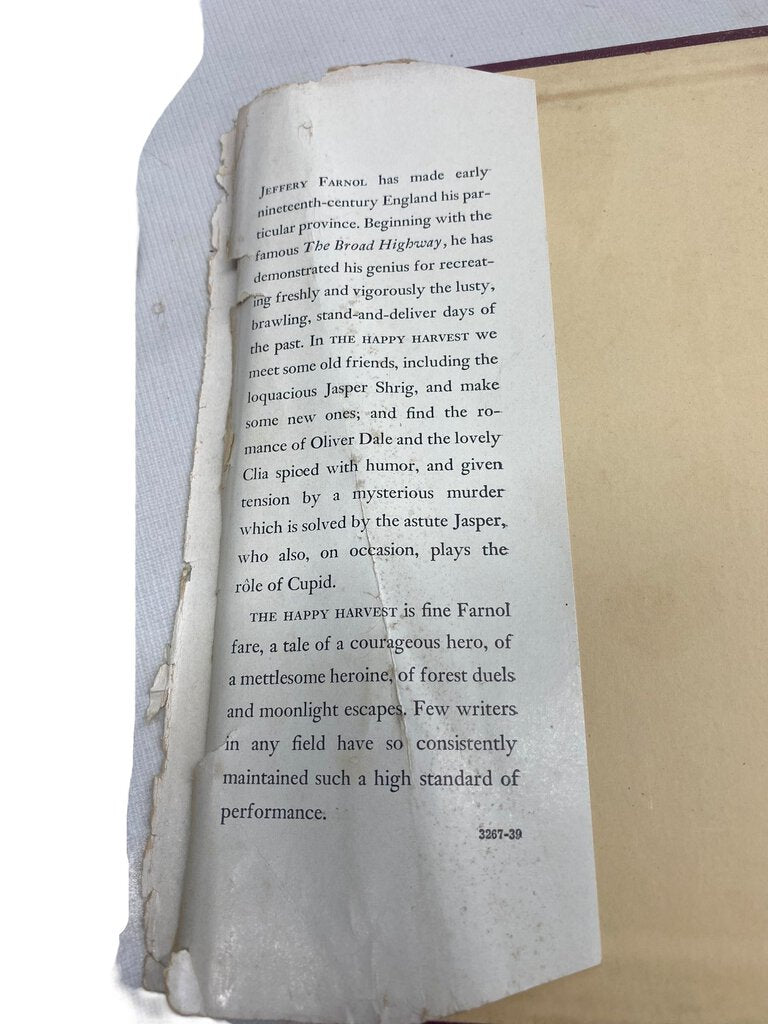 JEFFERY FARNOL has made early
nineteenth-century England his par-
ticular province. Beginning with the
famous The Broad Highway, he has
demonstrated his genius for recreat-
ing freshly and vigorously the lusty,
brawling, stand-and-deliver days of
the past. In THE HAPPY HARVEST we
meet some old friends, including the
loquacious Jasper Shrig, and make
some new ones; and find the ro-
mance of Oliver Dale and the lovely
Clia spiced with humor, and given
tension by a mysterious murder
which is solved by the astute Jasper,
who also, on occasion, plays the
rôle of Cupid.
THE HAPPY HARVEST is fine Farnol
fare, a tale of a courageous hero, of
a mettlesome heroine, of forest duels
and moonlight escapes. Few writers
in any field have so consistently
maintained such a high standard of
performance.
3267-39